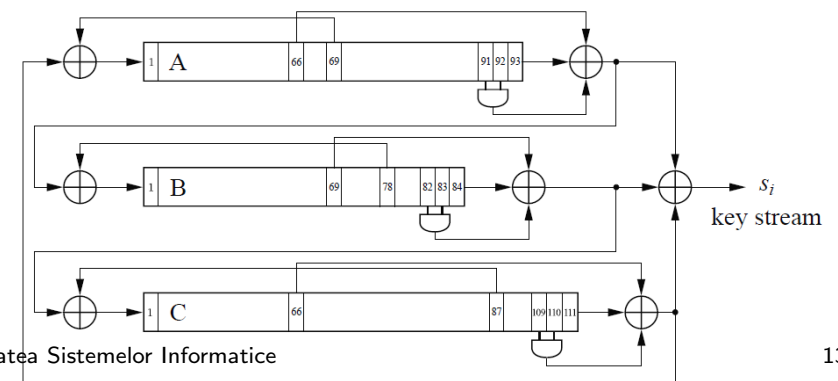 1 A 66 69 91 92 93
1 B 69 78 82 83 84
s_i
key stream
1 C 66 87 109 110 111
atea Sistemelor Informatice 13